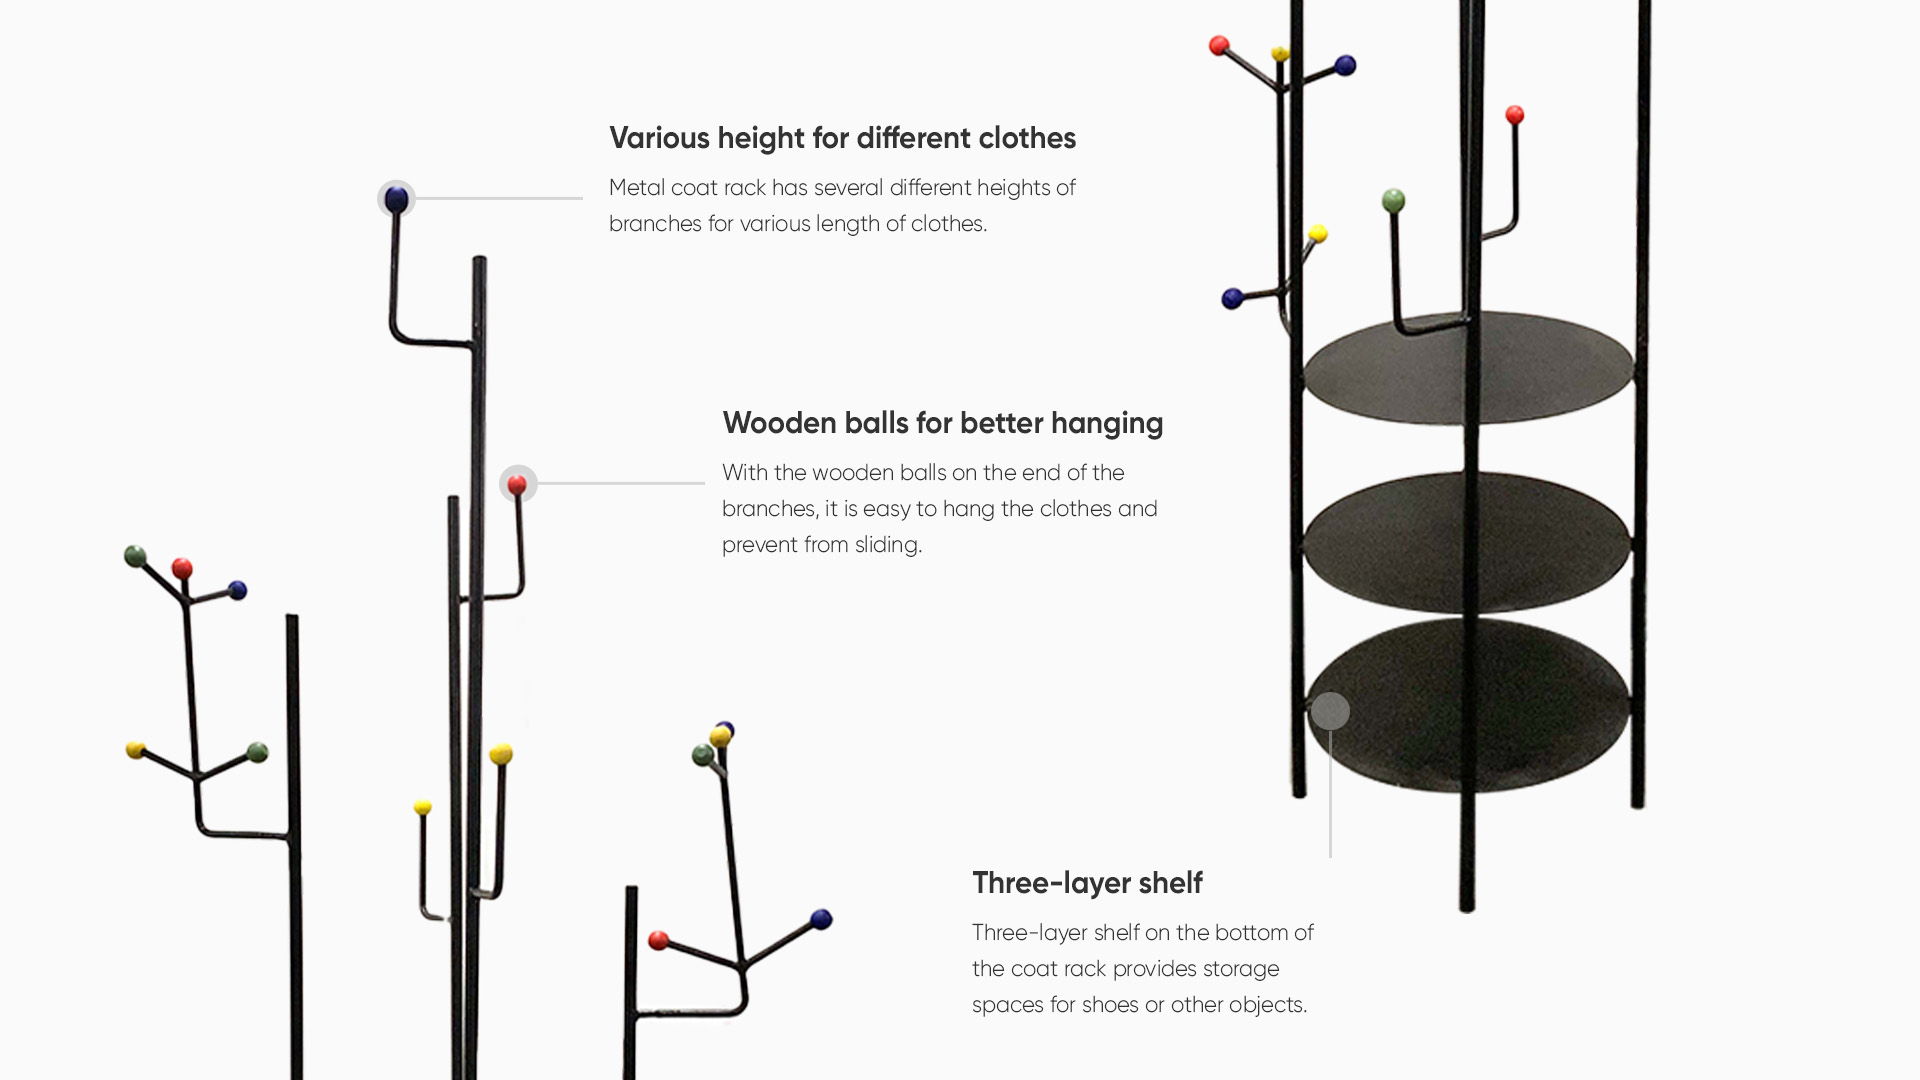 Various height for different clothes
Metal coat rack has several different heights of
branches for various length of clothes.
Wooden balls for better hanging
With the wooden balls on the end of the
branches, it is easy to hang the clothes and
prevent from sliding.
Three-layer shelf
Three-layer shelf on the bottom of
the coat rack provides storage
spaces for shoes or other objects.